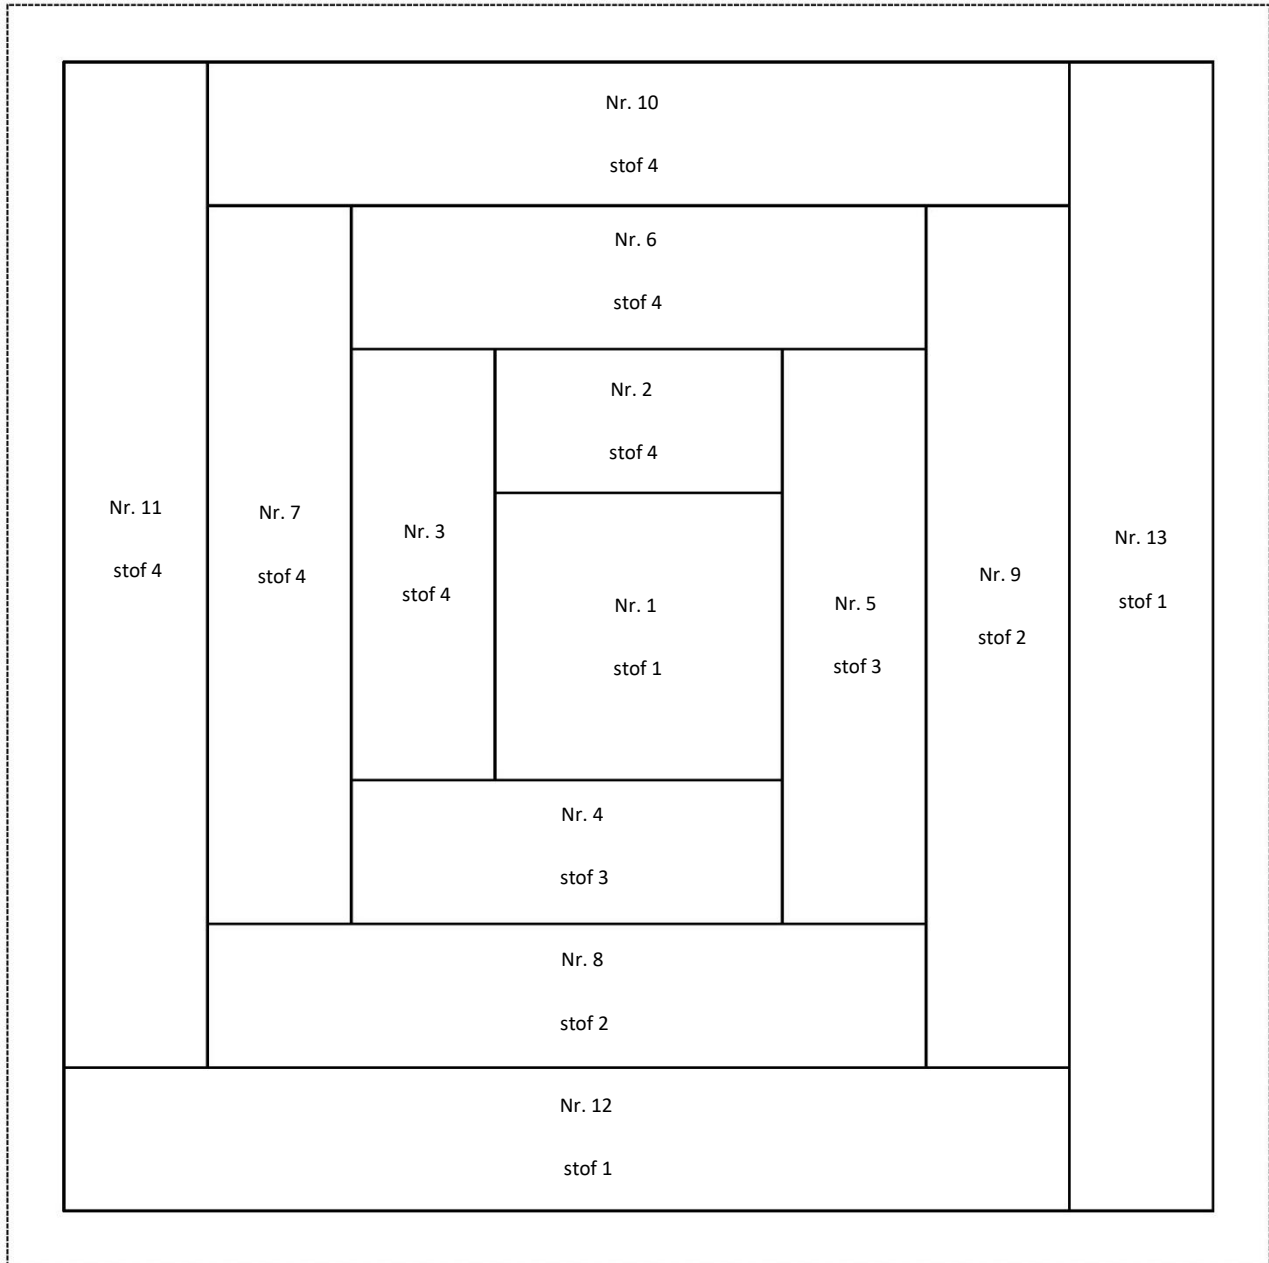 Nr. 10
stof 4
Nr. 6
stof 4
Nr. 2
stof 4
Nr. 11
stof 4
Nr. 7
stof 4
Nr. 3
stof 4
Nr. 1
stof 1
Nr. 5
stof 3
Nr. 9
stof 2
Nr. 13
stof 1
Nr. 4
stof 3
Nr. 8
stof 2
Nr. 12
stof 1